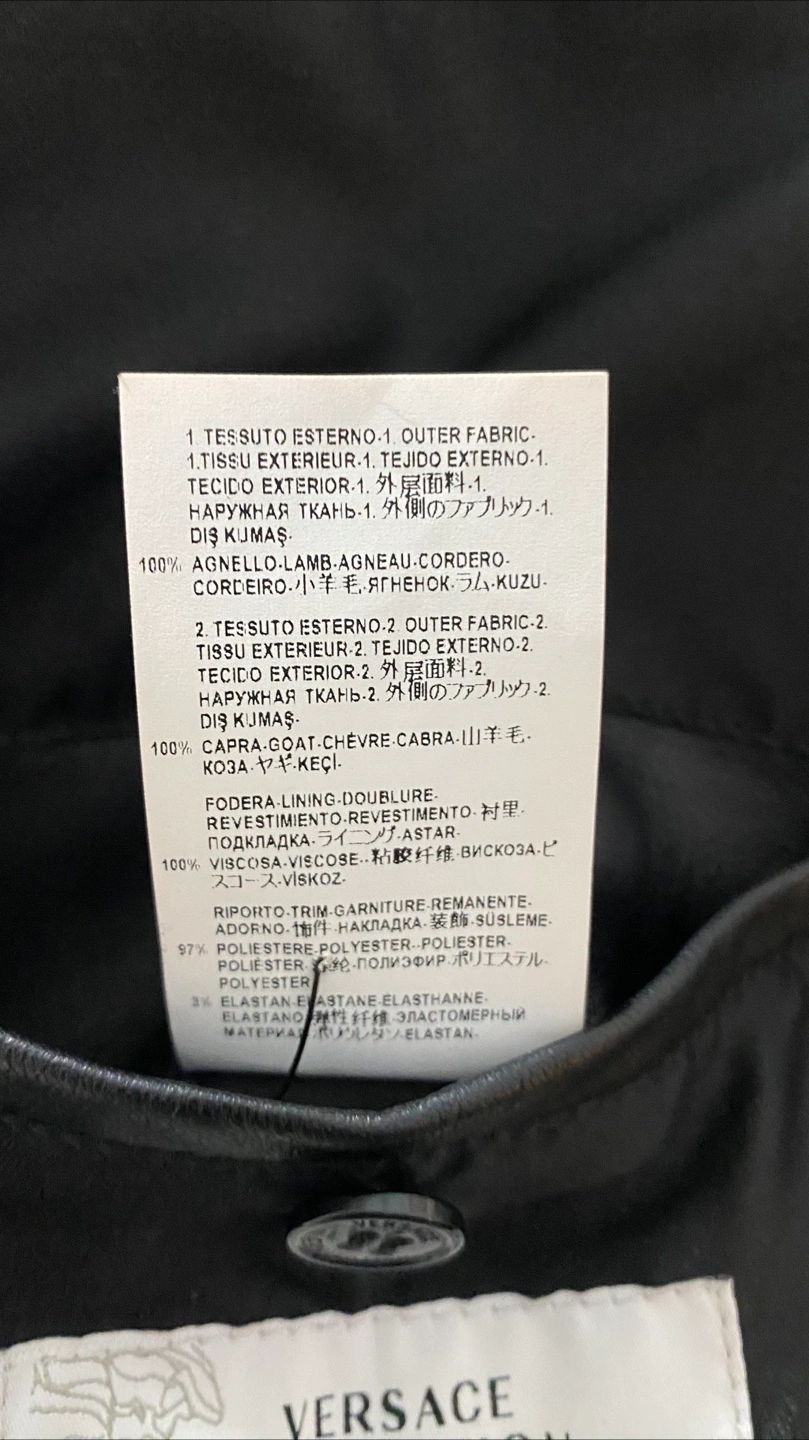 1. TESSUTO ESTERNO-1. OUTER FABRIC-
1.TISSU EXTERIEUR-1. TEJIDO EXTERNO-1.
TECIDO EXTERIOR-1. 外层面料-1.
НАРУЖНАЯ ТКАНЬ-1. 外側のファブリック-1.
DIŞ KUMAŞ-
100% AGNELLO-LAMB-AGNEAU-CORDERO-
CORDEIRO-小羊毛-ЯГНЕНОК-ラム-KUZU-
2. TESSUTO ESTERNO-2. OUTER FABRIC-2.
TISSU EXTERIEUR-2. TEJIDO EXTERNO-2.
TECIDO EXTERIOR-2. 外层面料-2.
НАРУЖНАЯ ТКАНЬ-2. 外側のファブリック-2.
DIŞ KUMAŞ-
100% CAPRA-GOAT-CHÈVRE-CABRA-山羊毛-
КОЗА-ヤギ-KEÇİ-
FODERA-LINING-DOUBLURE-
REVESTIMIENTO-REVESTIMENTO-衬里-
ПОДКЛАДКА-ライニング-ASTAR-
100% VISCOSA-VISCOSE--粘胶纤维-ВИСКОЗА-ビ
スコース-VİSKOZ-
RIPORTO-TRIM-GARNITURE-REMANENTE-
ADORNO-饰件-НАКЛАДКА-装飾-SÜSLEME-
97% POLIESTERE-POLYESTER--POLIESTER-
POLIÉSTER-涤纶-ПОЛИЭФИР-ポリエステル-
POLYESTER
3% ELASTAN-ELASTANE-ÉLASTHANNE-
ELASTANO-弹性纤维-ЭЛАСТОМЕРНЫЙ
МАТЕРИАЛ-ポリウレタン-ELASTAN-
VERSACE